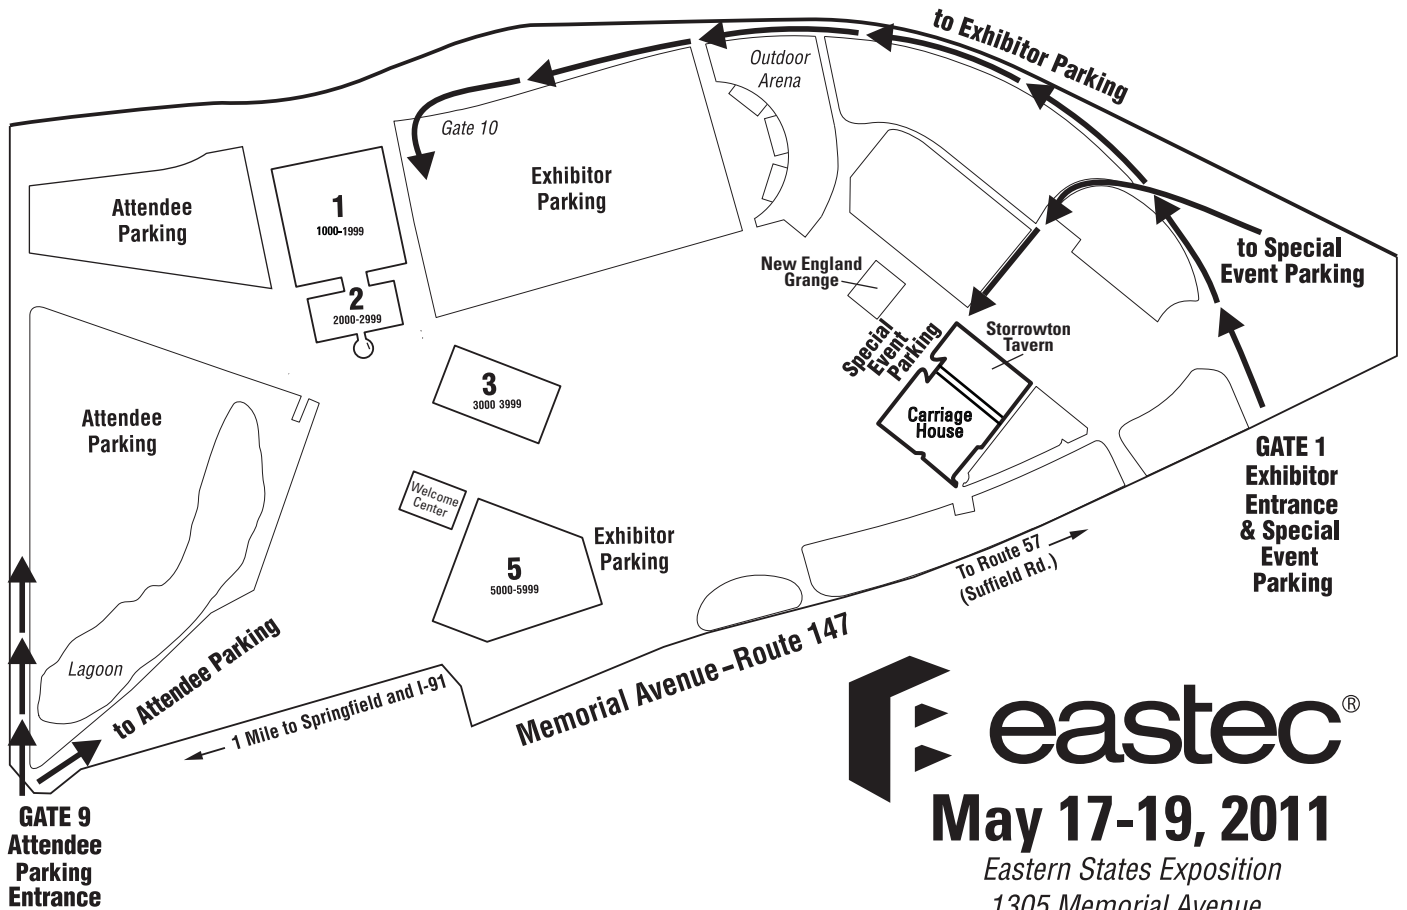 to Exhibitor Parking
Outdoor
Arena
Gate 10
Exhibitor
Parking
Attendee
Parking
1
1000-1999
2
2000-2999
to Special
Event Parking
New England
Grange
Special
Event
Parking
Storrowton
Tavern
3
3000 3999
Carriage
House
Attendee
Parking
GATE 1
Exhibitor
Entrance
& Special
Event
Parking
Welcome
Center
Exhibitor
Parking
5
5000-5999
To Route 57
(Suffield Rd.)
Lagoon
to Attendee Parking
1 Mile to Springfield and I-91
Memorial Avenue-Route 147
GATE 9
Attendee
Parking
Entrance
eastec®
May 17-19, 2011
Eastern States Exposition
1305 Memorial Avenue